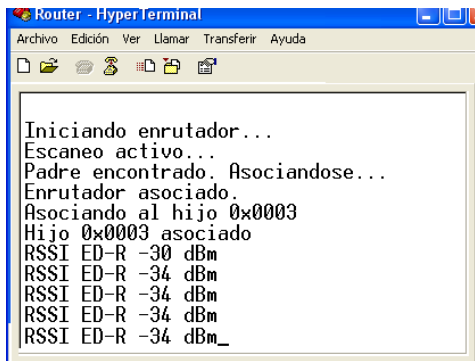 Router - HyperTerminal
Archivo Edición Ver Llamar Transferir Ayuda
Iniciando enrutador...
Escaneo activo...
Padre encontrado. Asociandose...
Enrutador asociado.
Asociando al hijo 0x0003
Hijo 0x0003 asociado
RSSI ED-R -30 dBm
RSSI ED-R -34 dBm
RSSI ED-R -34 dBm
RSSI ED-R -34 dBm
RSSI ED-R -34 dBm_